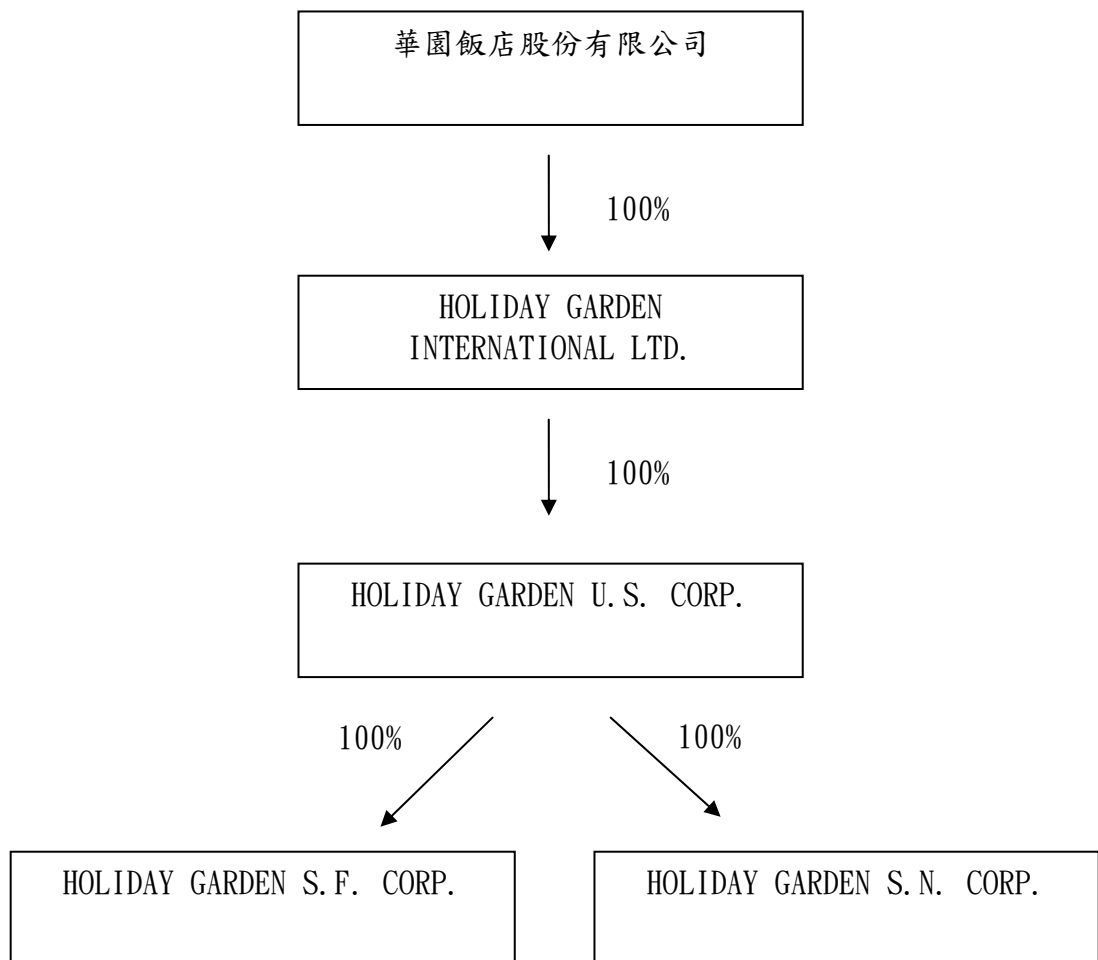 華園飯店股份有限公司
100%
HOLIDAY GARDEN
INTERNATIONAL LTD.
100%
HOLIDAY GARDEN U.S. CORP.
100%
100%
HOLIDAY GARDEN S.F. CORP.
HOLIDAY GARDEN S.N. CORP.